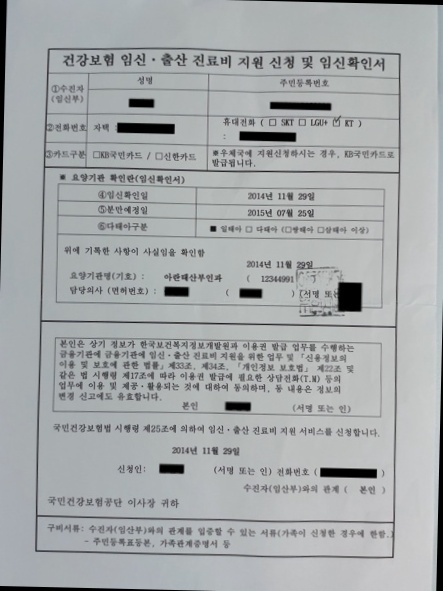 건강보험 임신・출산 진료비 지원 신청 및 임신확인서
①수진자
(임신부)
성명
주민등록번호
②전화번호
자택 :
휴대전화 ( □ SKT □ LGU+ ☑ KT )
:
③카드구분
□KB국민카드 / □신한카드
※우체국에 지원신청하시는 경우, KB국민카드로
발급됩니다.
※ 요양기관 확인란(임신확인서)
④임신확인일
2014년 11월 29일
⑤분만예정일
2015년 07월 25일
⑥다태아구분
■ 일태아 □ 다태아 (□쌍태아 □삼태아 이상)
위에 기록한 사항이 사실임을 확인함
2014년 11월 29일
요양기관명(기호) : 아란태산부인과 ( 12344991 )
담당의사 (면허번호) : ( ) (서명 또는
본인은 상기 정보가 한국보건복지정보개발원과 이용권 발급 업무를 수행하는
금융기관에 금융기관에 임신・출산 진료비 지원을 위한 업무 및 「신용정보의
이용 및 보호에 관한 법률」 제33조, 제34조, 「개인정보 보호법」 제22조 및
같은 법 시행령 제17조에 따라 이용권 발급에 필요한 상담전화(T.M) 등의
업무에 이용 및 제공・활용되는 것에 대하여 동의하며, 동 내용은 정보의
변경 신고에도 유효합니다.
본인 (서명 또는 인)
국민건강보험법 시행령 제25조에 의하여 임신・출산 진료비 지원 서비스를 신청합니다.
2014년 11월 29일
신청인: (서명 또는 인) 전화번호 ( )
수진자(임산부)와의 관계 ( 본인 )
국민건강보험공단 이사장 귀하
구비서류: 수진자(임산부)와의 관계를 입증할 수 있는 서류(가족이 신청한 경우에 한함.)
- 주민등록표등본, 가족관계증명서 등